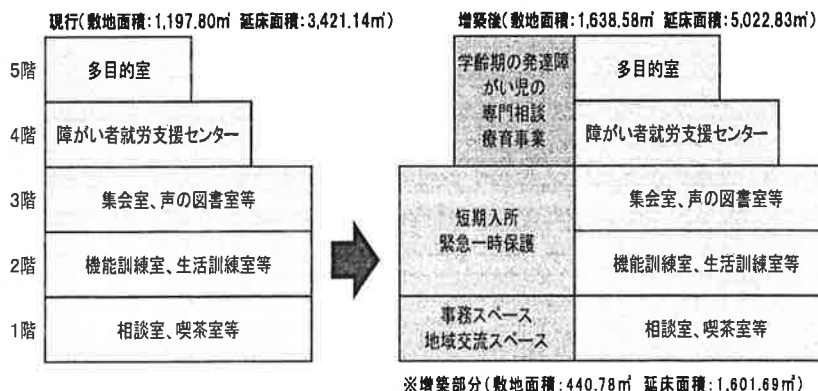 現行(敷地面積:1,197.80㎡ 延床面積:3,421.14㎡)
5階
多目的室
4階
障がい者就労支援センター
3階
集会室、声の図書室等
2階
機能訓練室、生活訓練室等
1階
相談室、喫茶室等
増築後(敷地面積:1,638.58㎡ 延床面積:5,022.83㎡)
学齢期の発達障
がい児の
専門相談
療育事業
多目的室
障がい者就労支援センター
短期入所
緊急一時保護
集会室、声の図書室等
機能訓練室、生活訓練室等
事務スペース
地域交流スペース
相談室、喫茶室等
※増築部分(敷地面積:440.78㎡ 延床面積:1,601.69㎡)